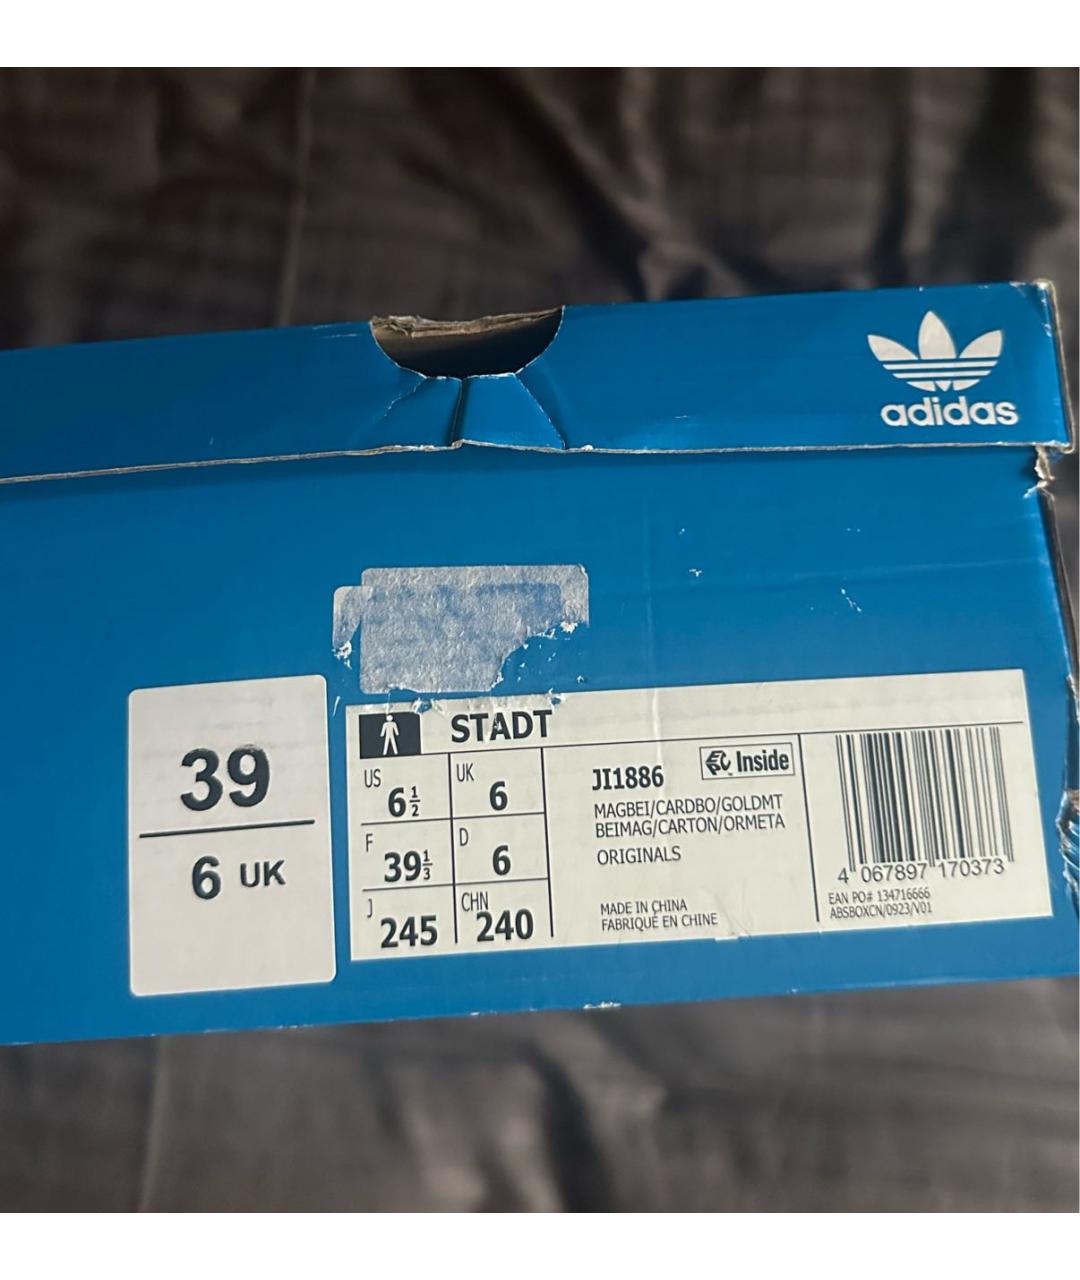 adidas
39
6 UK
STADT
US
6½
UK
6
F
39⅓
D
6
J
245
CHN
240
JI1886
Inside
MAGBEI/CARDBO/GOLDMT
BEIMAG/CARTON/ORMETA
ORIGINALS
MADE IN CHINA
FABRIQUÉ EN CHINE
4 067897 170373
EAN PO# 134716666
ABSBOXCN/0923/V01